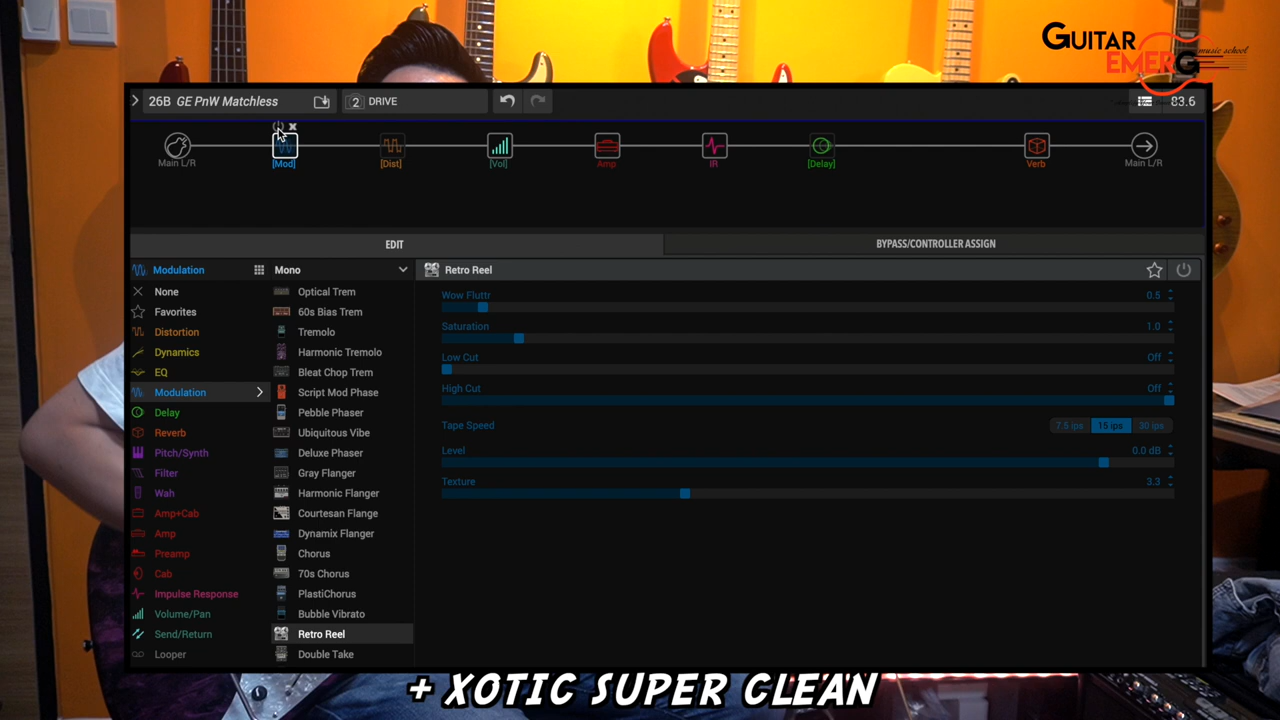 GUITAR
EMERG
music school
26B GE PnW Matchless
2 DRIVE
83.6
Main L/R
[Mod]
[Dist]
[Vol]
Amp
IR
[Delay]
Verb
Main L/R
EDIT
BYPASS/CONTROLLER ASSIGN
Modulation
Mono
Retro Reel
None
Favorites
Distortion
Dynamics
EQ
Modulation
Delay
Reverb
Pitch/Synth
Filter
Wah
Amp+Cab
Amp
Preamp
Cab
Impulse Response
Volume/Pan
Send/Return
Looper
Optical Trem
60s Bias Trem
Tremolo
Harmonic Tremolo
Bleat Chop Trem
Script Mod Phase
Pebble Phaser
Ubiquitous Vibe
Deluxe Phaser
Gray Flanger
Harmonic Flanger
Courtesan Flange
Dynamix Flanger
Chorus
70s Chorus
PlastiChorus
Bubble Vibrato
Retro Reel
Double Take
Wow Fluttr 0.5
Saturation 1.0
Low Cut Off
High Cut Off
Tape Speed 7.5 ips 15 ips 30 ips
Level 0.0 dB
Texture 3.3
+ XOTIC SUPER CLEAN